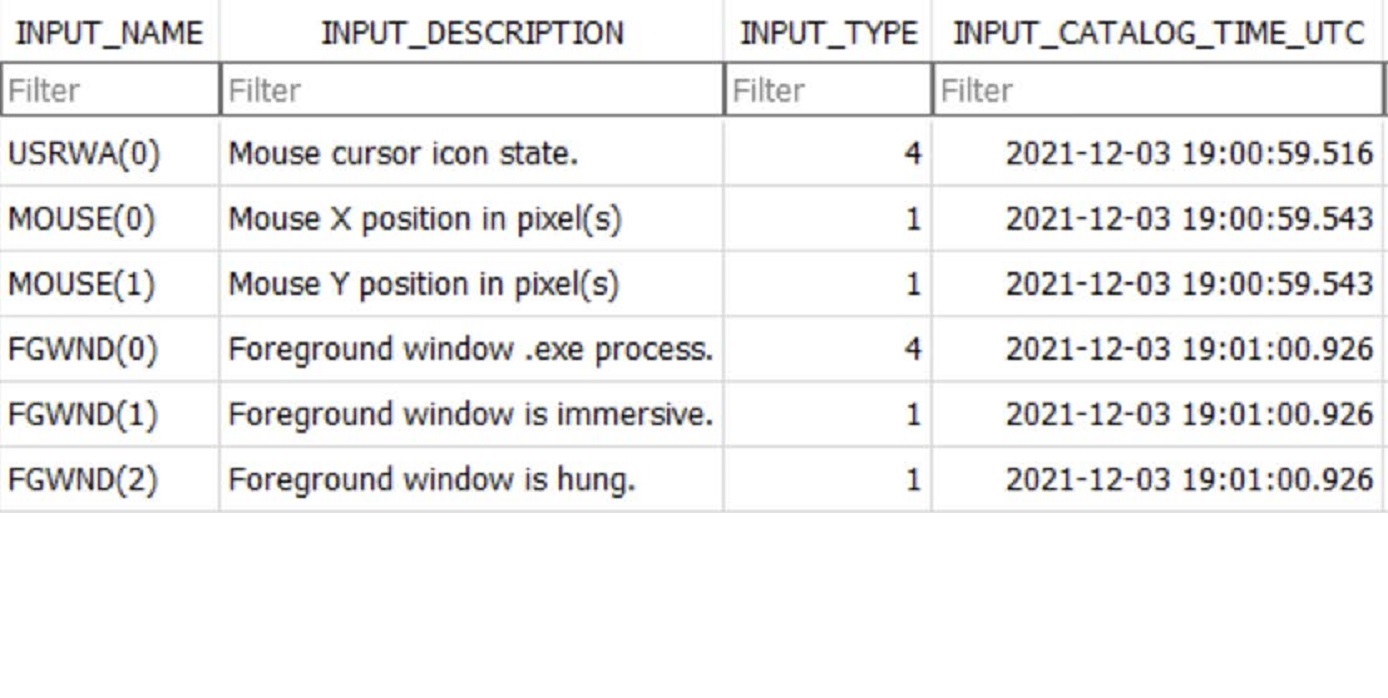 INPUT_NAME INPUT_DESCRIPTION INPUT_TYPE INPUT_CATALOG_TIME_UTC
Filter Filter Filter Filter
USRWA(0) Mouse cursor icon state. 4 2021-12-03 19:00:59.516
MOUSE(0) Mouse X position in pixel(s) 1 2021-12-03 19:00:59.543
MOUSE(1) Mouse Y position in pixel(s) 1 2021-12-03 19:00:59.543
FGWND(0) Foreground window .exe process. 4 2021-12-03 19:01:00.926
FGWND(1) Foreground window is immersive. 1 2021-12-03 19:01:00.926
FGWND(2) Foreground window is hung. 1 2021-12-03 19:01:00.926